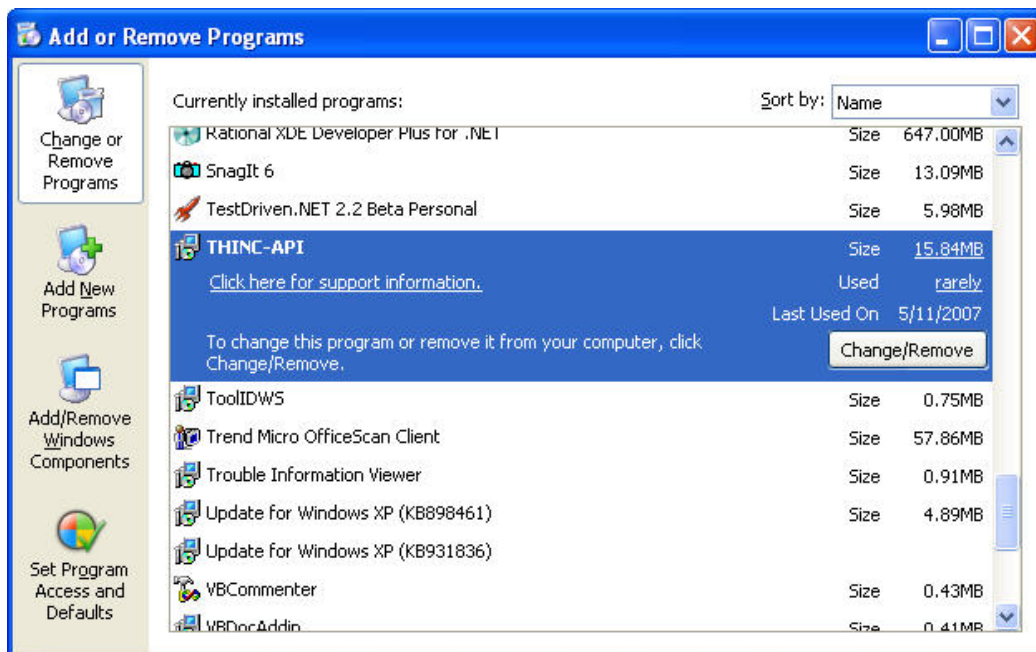 Add or Remove Programs
Change or
Remove
Programs
Add New
Programs
Add/Remove
Windows
Components
Set Program
Access and
Defaults
Currently installed programs:
Sort by: Name
Rational XDE Developer Plus for .NET Size 647.00MB
SnagIt 6 Size 13.09MB
TestDriven.NET 2.2 Beta Personal Size 5.98MB
THINC-API Size 15.84MB
Click here for support information. Used rarely
Last Used On 5/11/2007
To change this program or remove it from your computer, click
Change/Remove.
Change/Remove
ToolIDWS Size 0.75MB
Trend Micro OfficeScan Client Size 57.86MB
Trouble Information Viewer Size 0.91MB
Update for Windows XP (KB898461) Size 4.89MB
Update for Windows XP (KB931836)
VBCommenter Size 0.43MB
VBDocAddin Size 0.41MB